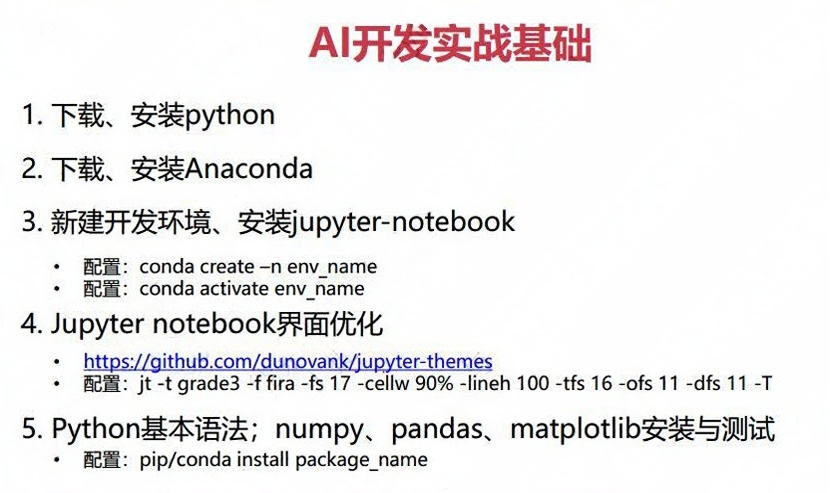 AI开发实战基础
1. 下载、安装python
2. 下载、安装Anaconda
3. 新建开发环境、安装jupyter-notebook
• 配置：conda create –n env_name
• 配置：conda activate env_name
4. Jupyter notebook界面优化
• https://github.com/dunovank/jupyter-themes
• 配置：jt -t grade3 -f fira -fs 17 -cellw 90% -lineh 100 -tfs 16 -ofs 11 -dfs 11 -T
5. Python基本语法；numpy、pandas、matplotlib安装与测试
• 配置：pip/conda install package_name